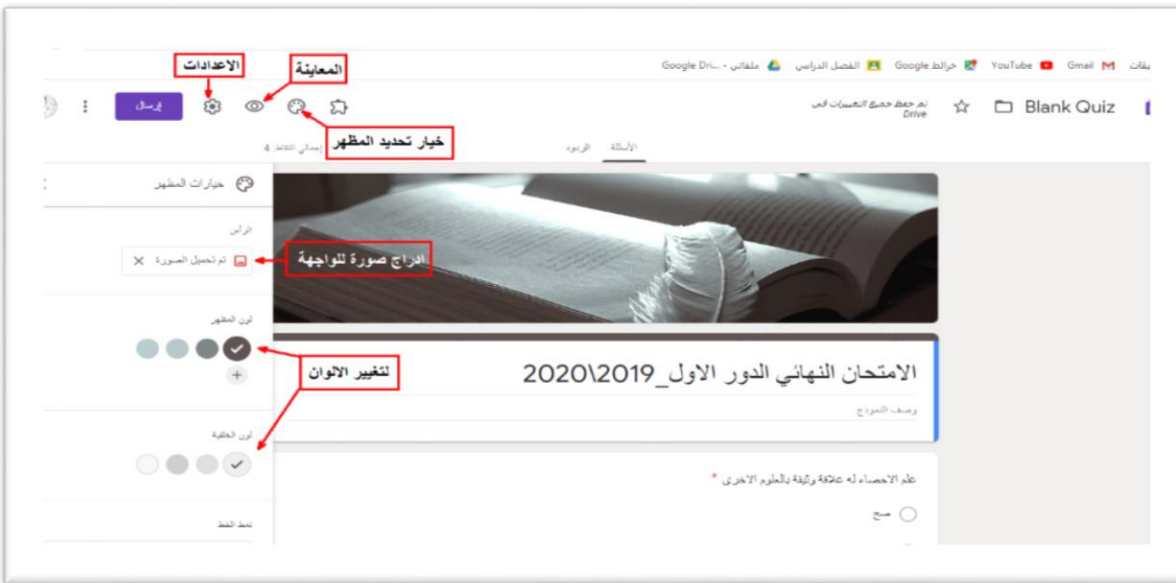 الاعدادات
المعاينة
YouTube Gmail خرائط Google الفصل الدراسي ملفاتي - Google Dri...
إرسال
تم حفظ جميع التغييرات في Drive
Blank Quiz
خيار تحديد المظهر
إجمالي النقاط: 4
الأسئلة الردود
خيارات المظهر
الرأس
تم تحميل الصورة
ادراج صورة للواجهة
لون المظهر
لتغيير الالوان
الامتحان النهائي الدور الاول_2019\2020
وصف النموذج
لون الخلفية
علم الاحصاء له علاقة وثيقة بالعلوم الاخرى *
صح
نمط الخط